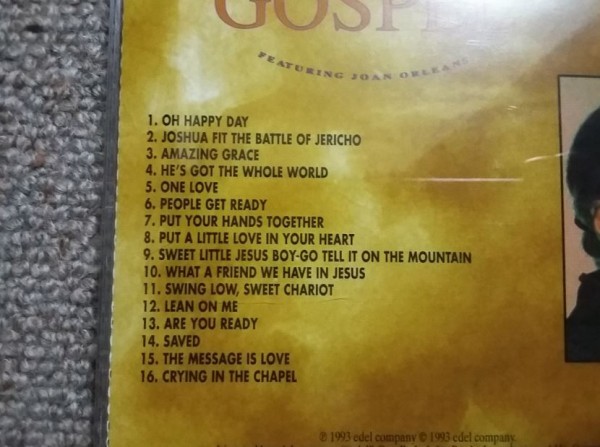 GOSPEL
FEATURING JOAN ORLEANS
1. OH HAPPY DAY
2. JOSHUA FIT THE BATTLE OF JERICHO
3. AMAZING GRACE
4. HE'S GOT THE WHOLE WORLD
5. ONE LOVE
6. PEOPLE GET READY
7. PUT YOUR HANDS TOGETHER
8. PUT A LITTLE LOVE IN YOUR HEART
9. SWEET LITTLE JESUS BOY-GO TELL IT ON THE MOUNTAIN
10. WHAT A FRIEND WE HAVE IN JESUS
11. SWING LOW, SWEET CHARIOT
12. LEAN ON ME
13. ARE YOU READY
14. SAVED
15. THE MESSAGE IS LOVE
16. CRYING IN THE CHAPEL
℗ 1993 edel company © 1993 edel company